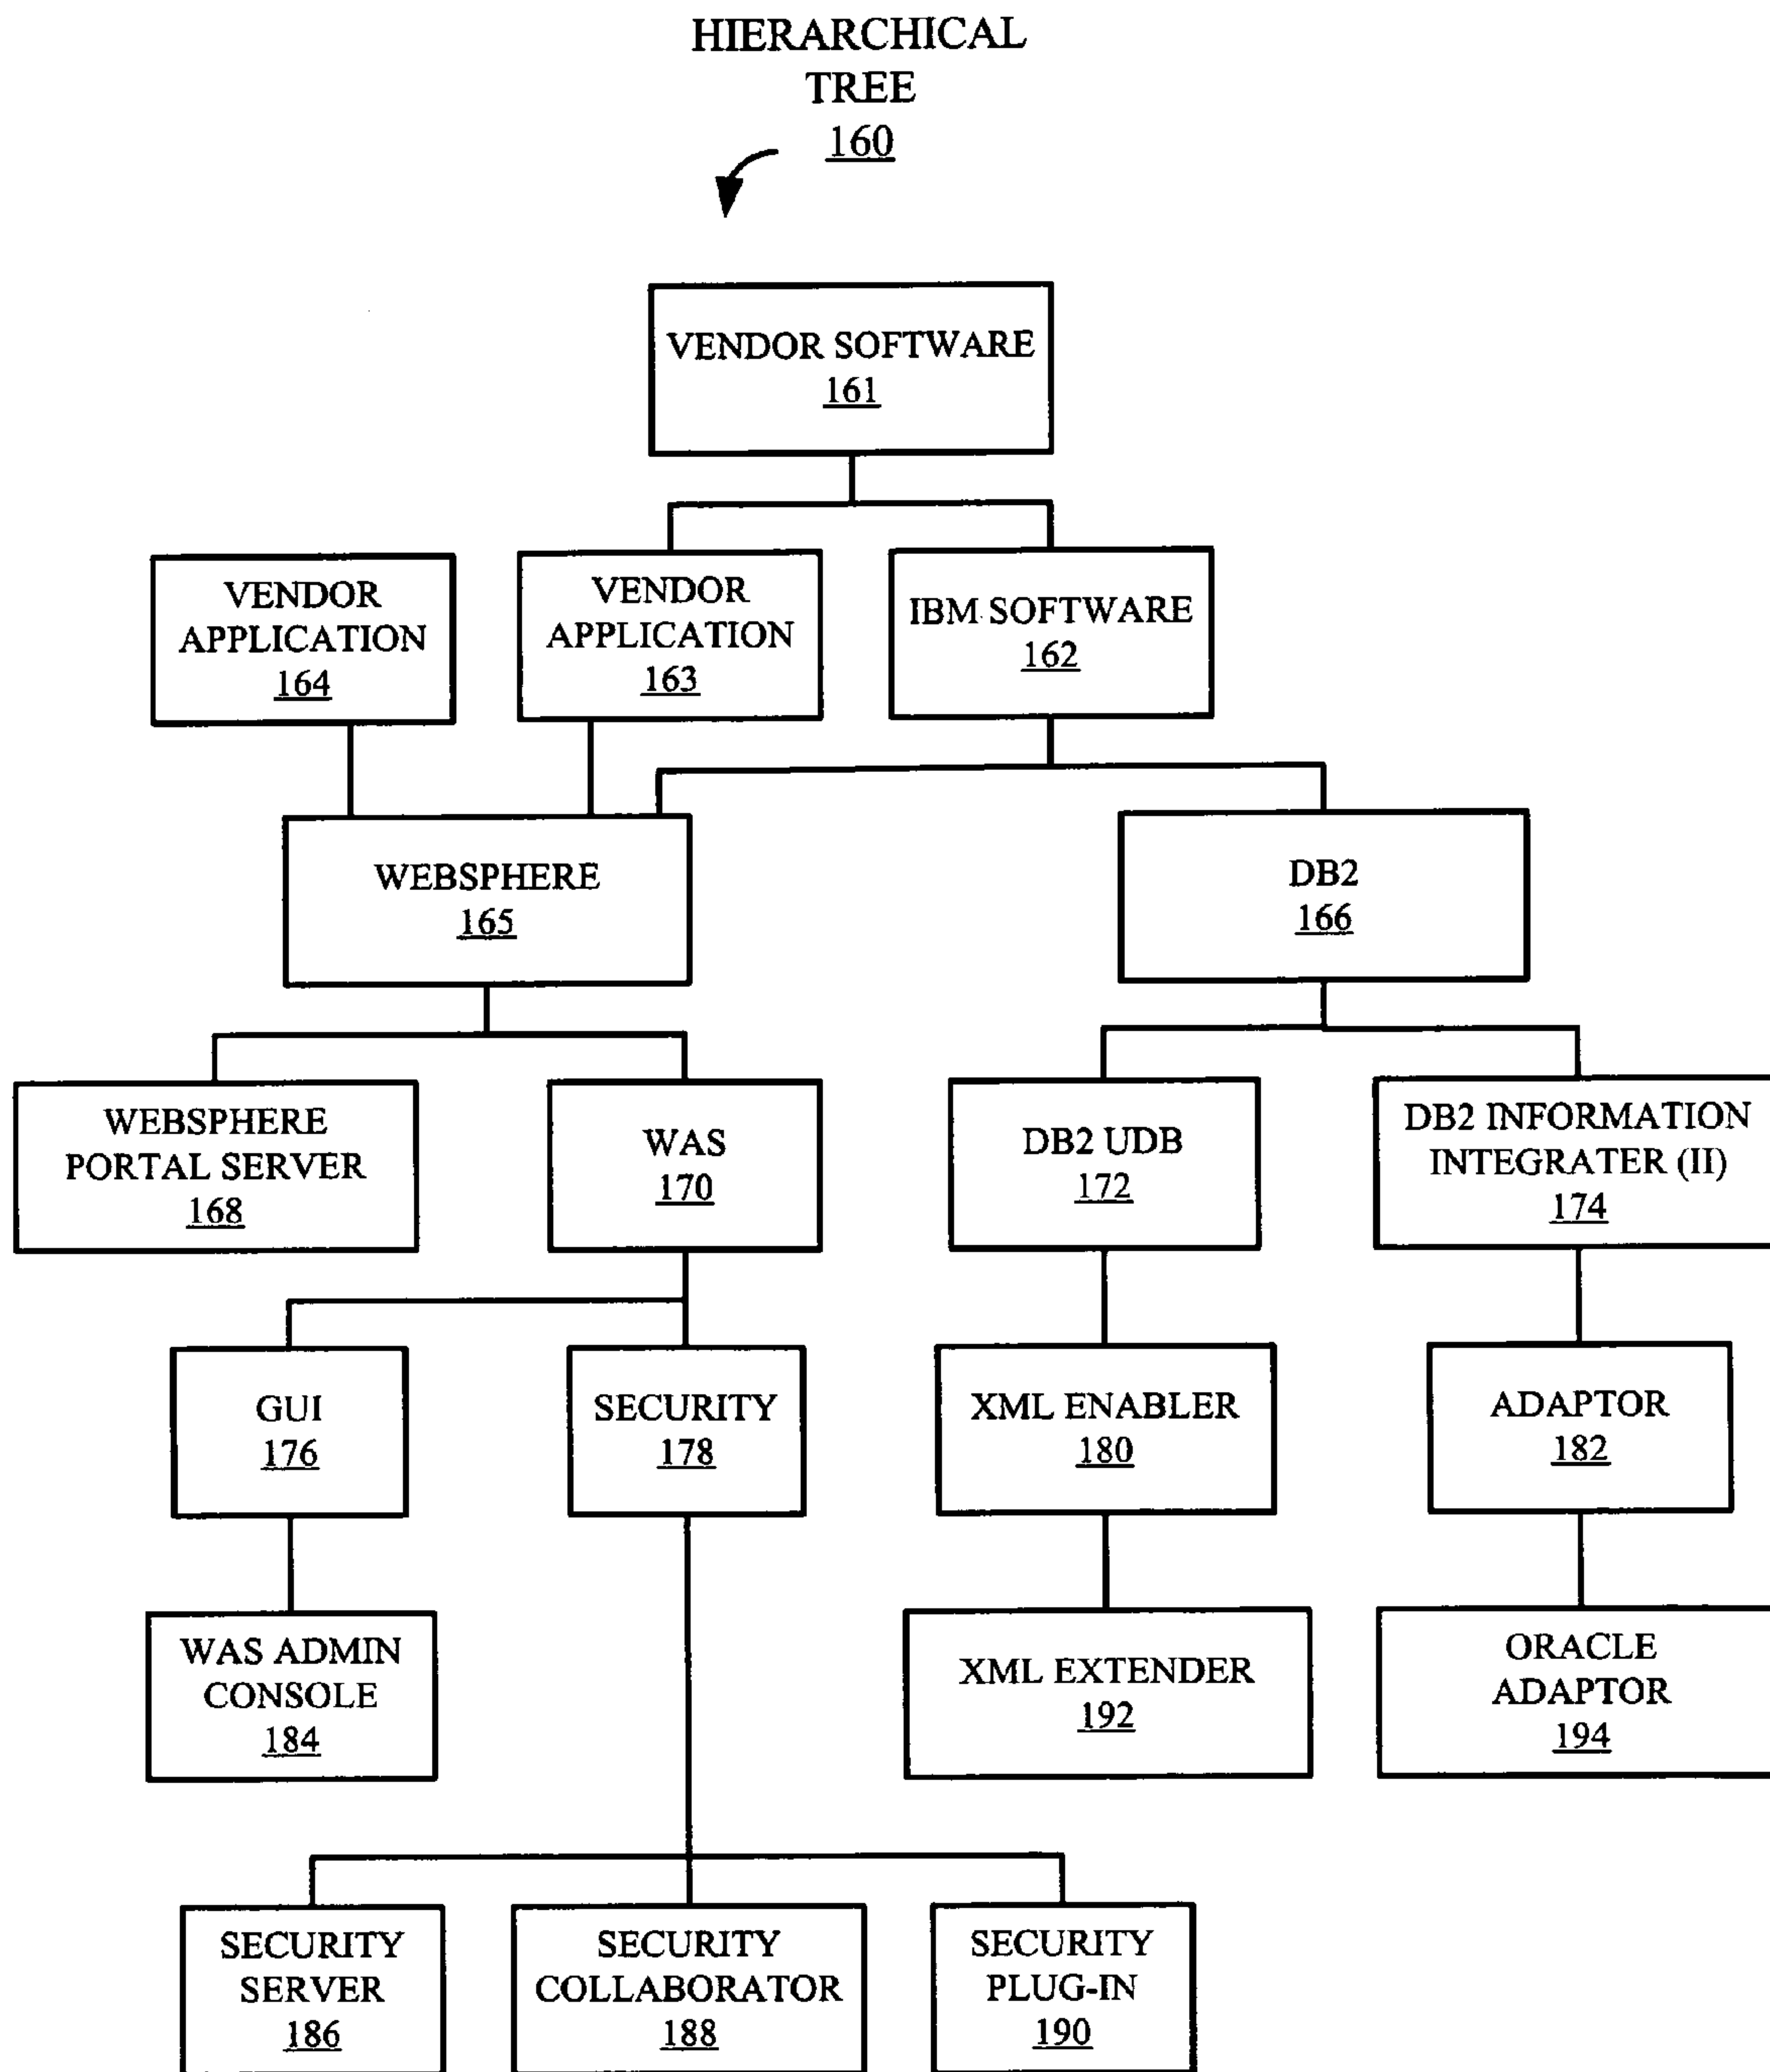 HIERARCHICAL
TREE
160
VENDOR SOFTWARE
161
VENDOR
APPLICATION
164
VENDOR
APPLICATION
163
IBM SOFTWARE
162
WEBSPHERE
165
DB2
166
WEBSPHERE
PORTAL SERVER
168
WAS
170
DB2 UDB
172
DB2 INFORMATION
INTEGRATER (II)
174
GUI
176
SECURITY
178
XML ENABLER
180
ADAPTOR
182
WAS ADMIN
CONSOLE
184
XML EXTENDER
192
ORACLE
ADAPTOR
194
SECURITY
SERVER
186
SECURITY
COLLABORATOR
188
SECURITY
PLUG-IN
190